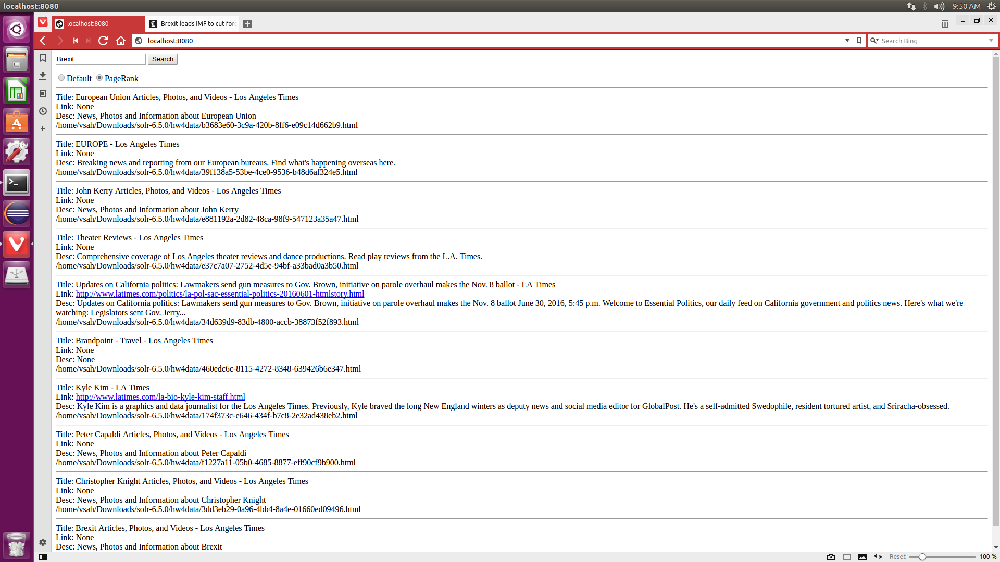 localhost:8080
9:50 AM
localhost:8080
Brexit leads IMF to cut fore
localhost:8080
Search Bing
Brexit
Search
Default
PageRank
Title: European Union Articles, Photos, and Videos - Los Angeles Times
Link: None
Desc: News, Photos and Information about European Union
/home/vsah/Downloads/solr-6.5.0/hw4data/b3683e60-3c9a-420b-8ff6-e09c14d662b9.html
Title: EUROPE - Los Angeles Times
Link: None
Desc: Breaking news and reporting from our European bureaus. Find what's happening overseas here.
/home/vsah/Downloads/solr-6.5.0/hw4data/39f138a5-53be-4ce0-9536-b48d6af324e5.html
Title: John Kerry Articles, Photos, and Videos - Los Angeles Times
Link: None
Desc: News, Photos and Information about John Kerry
/home/vsah/Downloads/solr-6.5.0/hw4data/e881192a-2d82-48ca-98f9-547123a35a47.html
Title: Theater Reviews - Los Angeles Times
Link: None
Desc: Comprehensive coverage of Los Angeles theater reviews and dance productions. Read play reviews from the L.A. Times.
/home/vsah/Downloads/solr-6.5.0/hw4data/e37c7a07-2752-4d5e-94bf-a33bad0a3b50.html
Title: Updates on California politics: Lawmakers send gun measures to Gov. Brown, initiative on parole overhaul makes the Nov. 8 ballot - LA Times
Link: http://www.latimes.com/politics/la-pol-sac-essential-politics-20160601-htmlstory.html
Desc: Updates on California politics: Lawmakers send gun measures to Gov. Brown, initiative on parole overhaul makes the Nov. 8 ballot June 30, 2016, 5:45 p.m. Welcome to Essential Politics, our daily feed on California government and politics news. Here's what we're
watching: Legislators sent Gov. Jerry...
/home/vsah/Downloads/solr-6.5.0/hw4data/34d639d9-83db-4800-accb-38873f52f893.html
Title: Brandpoint - Travel - Los Angeles Times
Link: None
Desc: None
/home/vsah/Downloads/solr-6.5.0/hw4data/460edc6c-8115-4272-8348-639426b6e347.html
Title: Kyle Kim - LA Times
Link: http://www.latimes.com/la-bio-kyle-kim-staff.html
Desc: Kyle Kim is a graphics and data journalist for the Los Angeles Times. Previously, Kyle braved the long New England winters as deputy news and social media editor for GlobalPost. He's a self-admitted Swedophile, resident tortured artist, and Sriracha-obsessed.
/home/vsah/Downloads/solr-6.5.0/hw4data/174f373c-e646-434f-b7c8-2e32ad438eb2.html
Title: Peter Capaldi Articles, Photos, and Videos - Los Angeles Times
Link: None
Desc: News, Photos and Information about Peter Capaldi
/home/vsah/Downloads/solr-6.5.0/hw4data/f1227a11-05b0-4685-8877-eff90cf9b900.html
Title: Christopher Knight Articles, Photos, and Videos - Los Angeles Times
Link: None
Desc: News, Photos and Information about Christopher Knight
/home/vsah/Downloads/solr-6.5.0/hw4data/3dd3eb29-0a96-4bb4-8a4e-01660ed09496.html
Title: Brexit Articles, Photos, and Videos - Los Angeles Times
Link: None
Desc: News, Photos and Information about Brexit
Reset
100 %